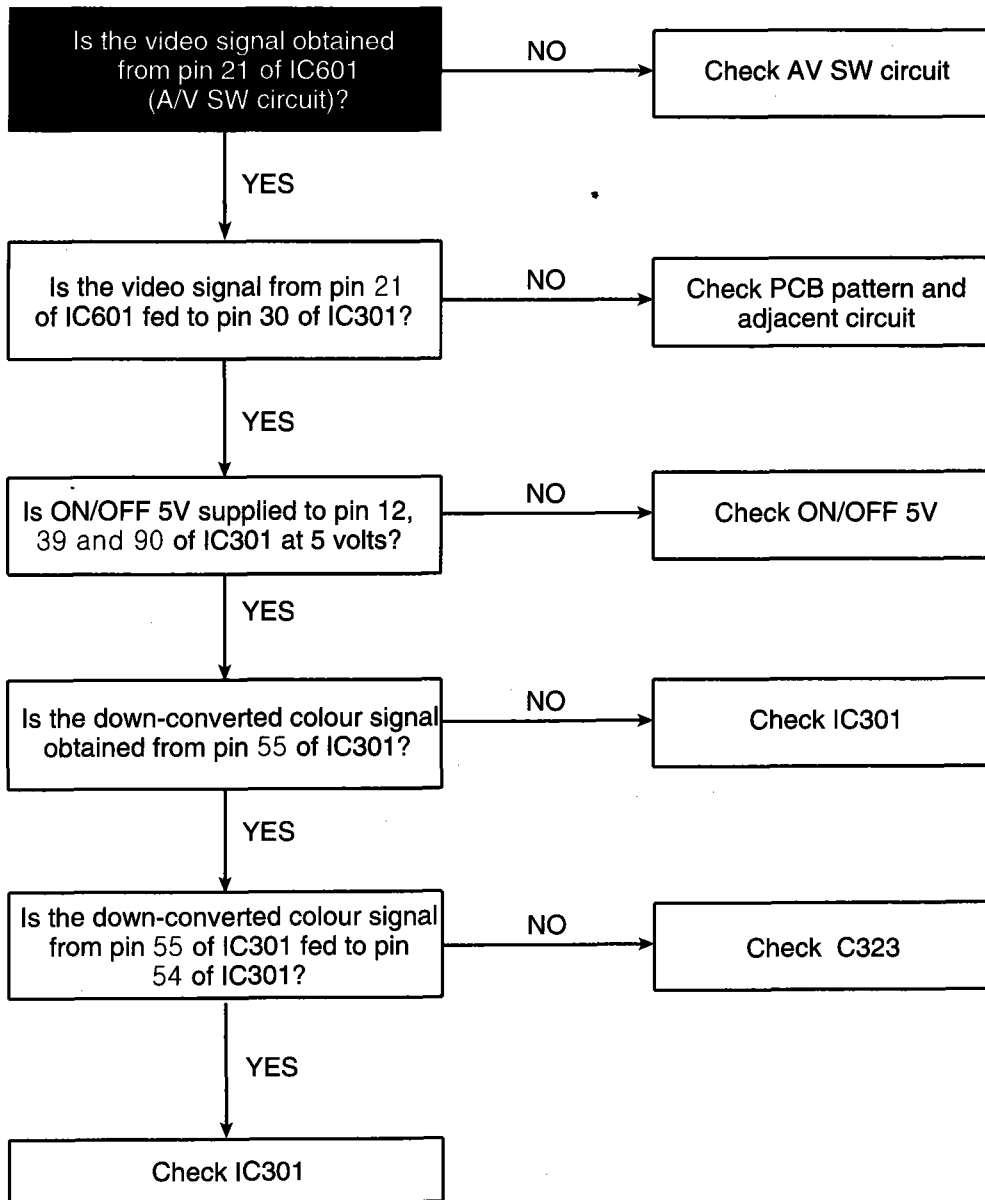 Is the video signal obtained
from pin 21 of IC601
(A/V SW circuit)?
NO
Check AV SW circuit
YES
Is the video signal from pin 21
of IC601 fed to pin 30 of IC301?
NO
Check PCB pattern and
adjacent circuit
YES
Is ON/OFF 5V supplied to pin 12,
39 and 90 of IC301 at 5 volts?
NO
Check ON/OFF 5V
YES
Is the down-converted colour signal
obtained from pin 55 of IC301?
NO
Check IC301
YES
Is the down-converted colour signal
from pin 55 of IC301 fed to pin
54 of IC301?
NO
Check C323
YES
Check IC301